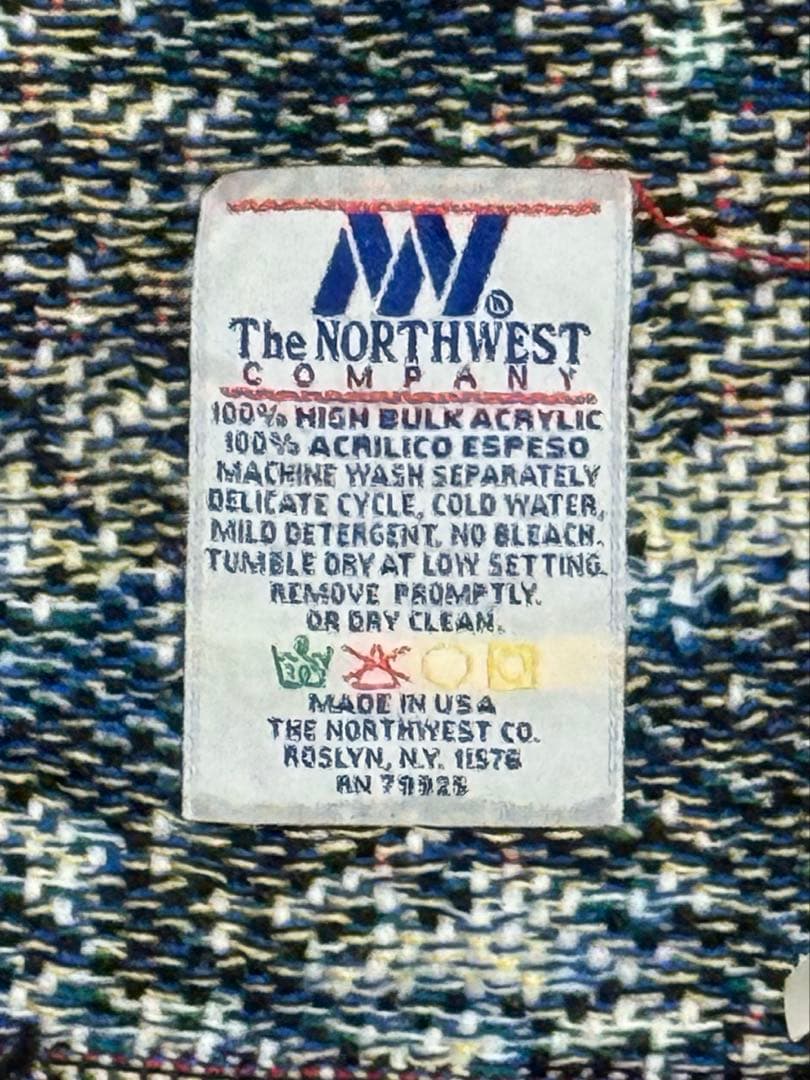 The NORTHWEST®
COMPANY
100% HIGH BULK ACRYLIC
100% ACRILICO ESPESO
MACHINE WASH SEPARATELY
DELICATE CYCLE, COLD WATER,
MILD DETERGENT, NO BLEACH.
TUMBLE DRY AT LOW SETTING.
REMOVE PROMPTLY.
OR DRY CLEAN.
MADE IN USA
THE NORTHWEST CO.
ROSLYN, N.Y. 11576
RN